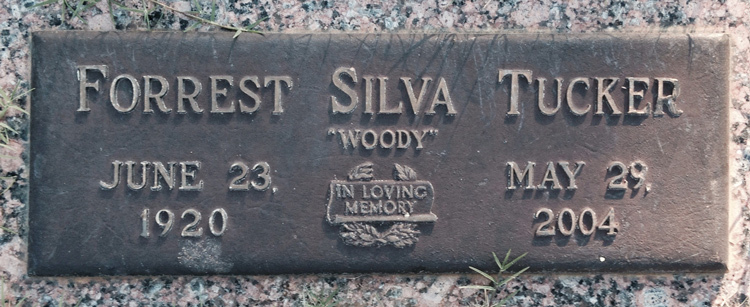 FORREST SILVA TUCKER
"WOODY"
JUNE 23, 1920
IN LOVING
MEMORY
MAY 29, 2004